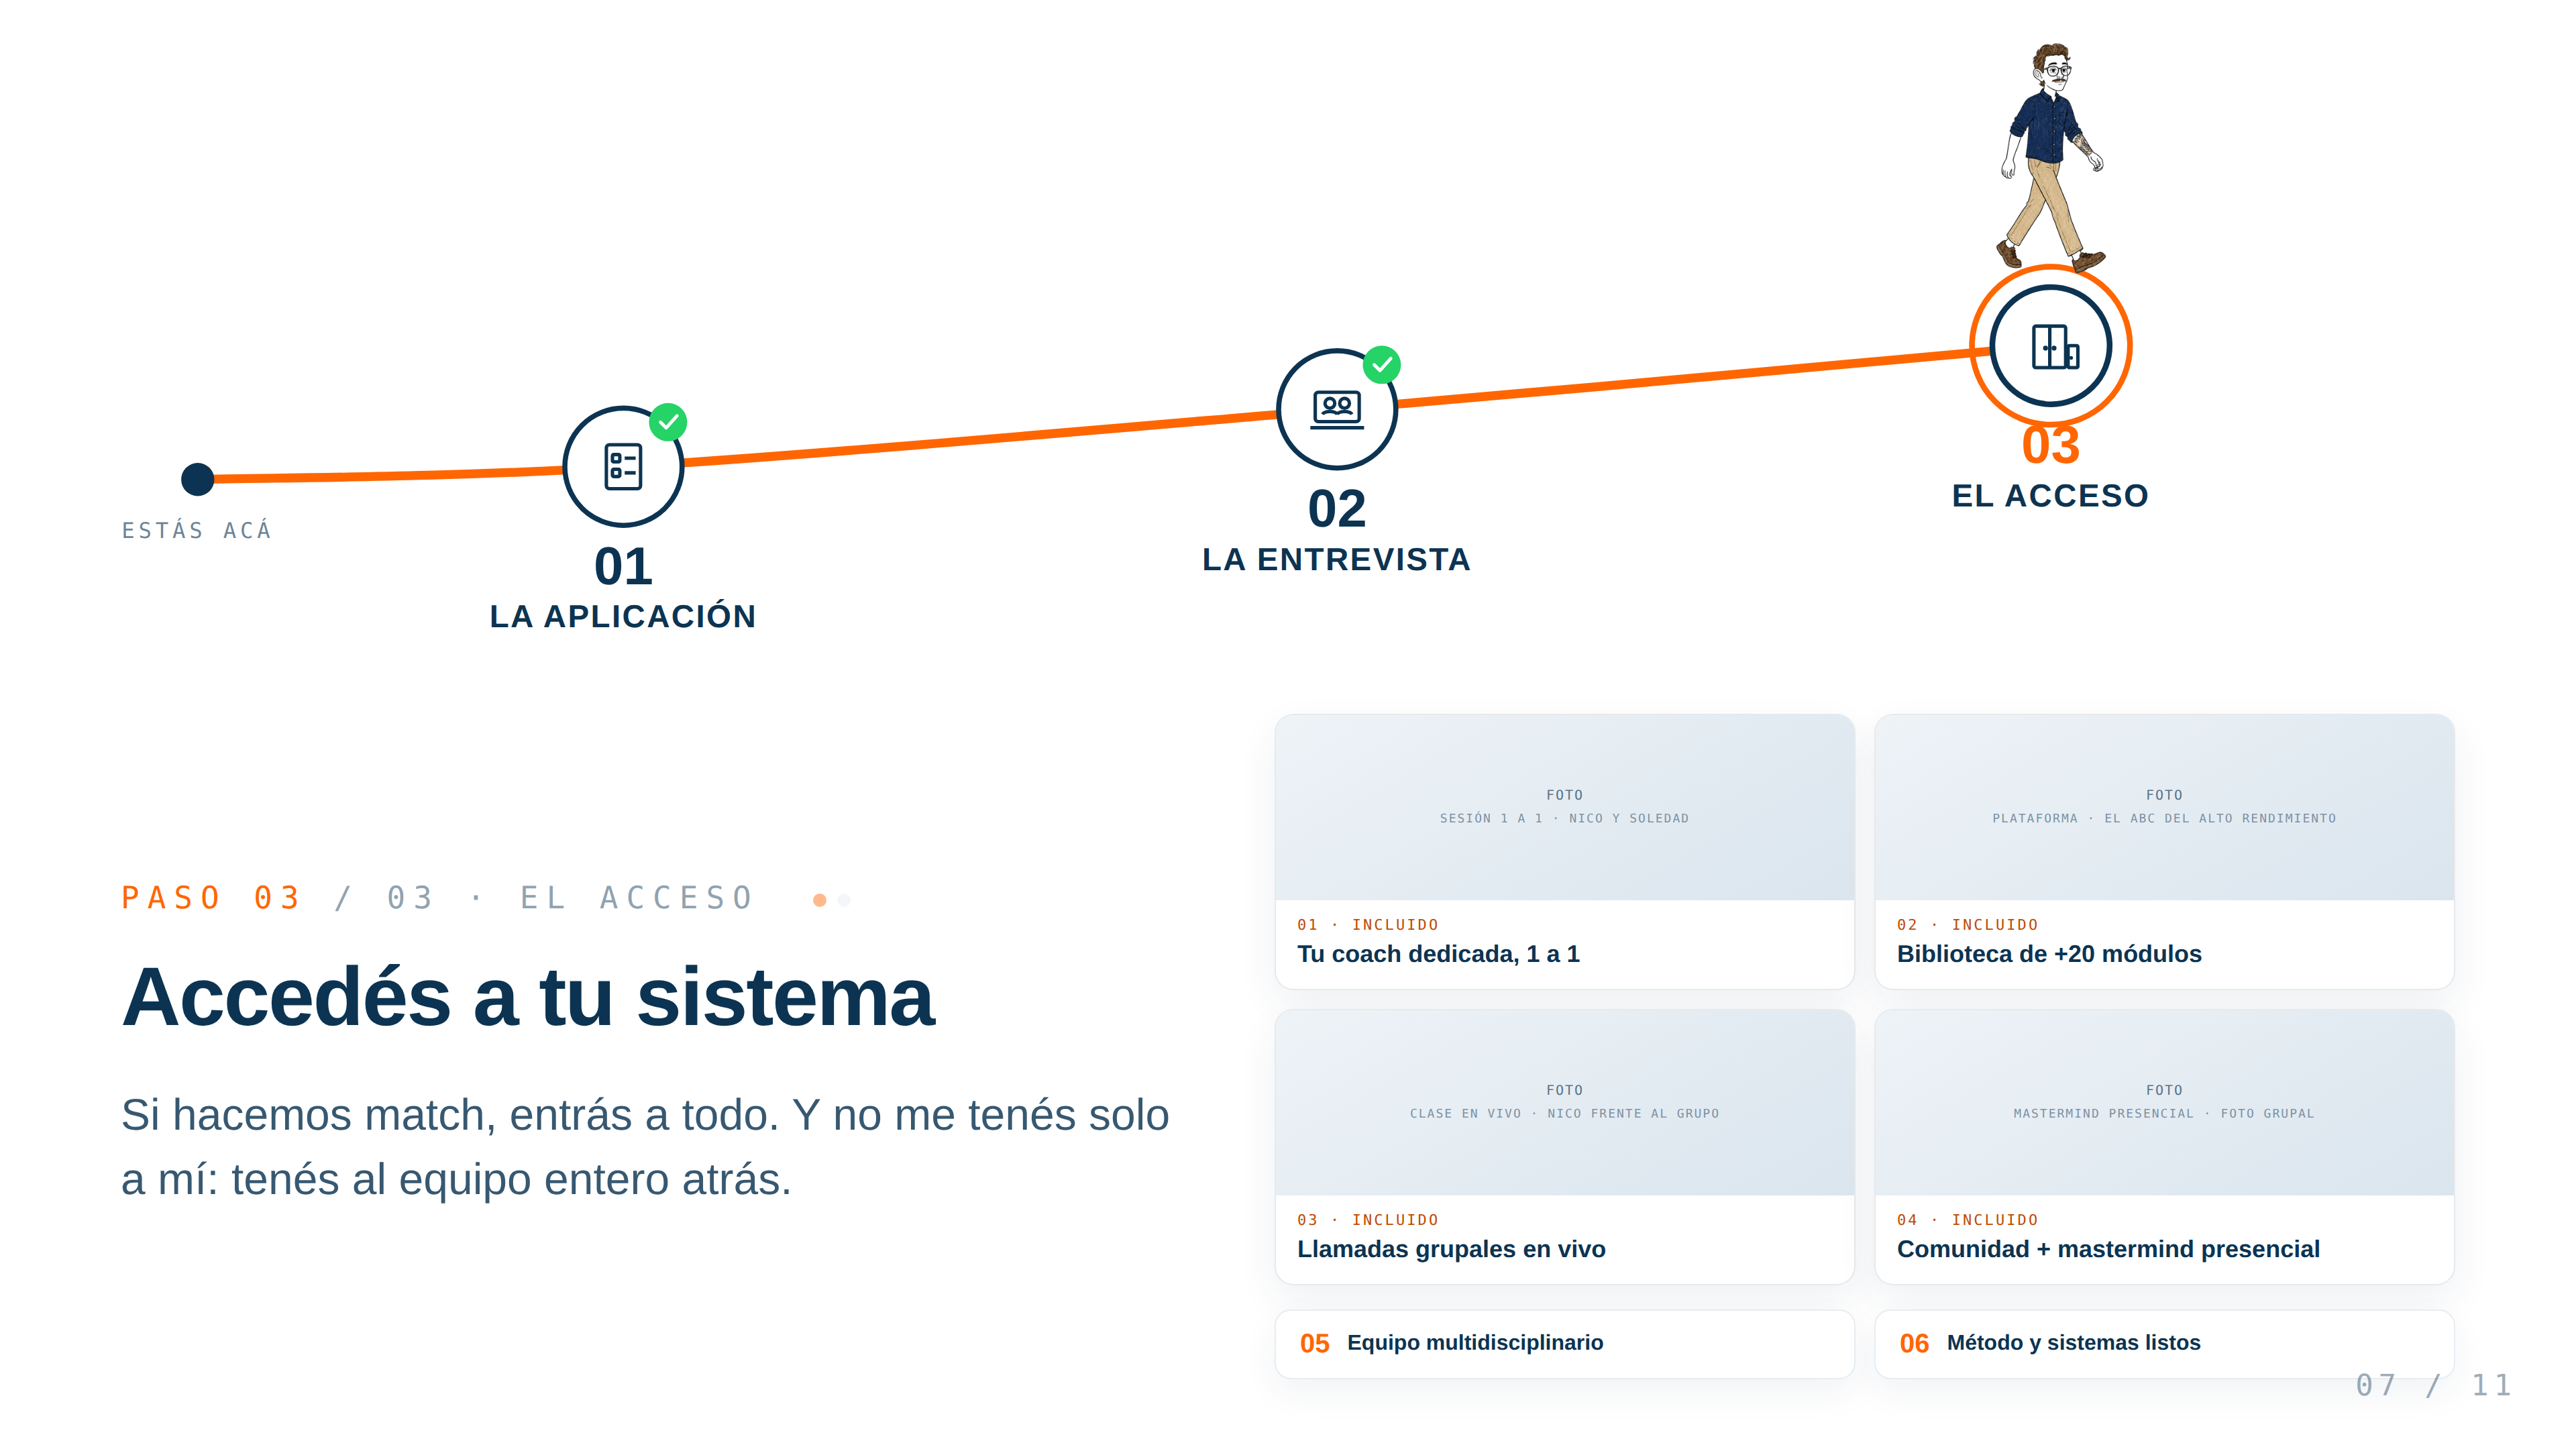 ESTÁS ACÁ
01
LA APLICACIÓN
02
LA ENTREVISTA
03
EL ACCESO
PASO 03 / 03 · EL ACCESO
Accedés a tu sistema
Si hacemos match, entrás a todo. Y no me tenés solo
a mí: tenés al equipo entero atrás.
FOTO
SESIÓN 1 A 1 · NICO Y SOLEDAD
01 · INCLUIDO
Tu coach dedicada, 1 a 1
FOTO
PLATAFORMA · EL ABC DEL ALTO RENDIMIENTO
02 · INCLUIDO
Biblioteca de +20 módulos
FOTO
CLASE EN VIVO · NICO FRENTE AL GRUPO
03 · INCLUIDO
Llamadas grupales en vivo
FOTO
MASTERMIND PRESENCIAL · FOTO GRUPAL
04 · INCLUIDO
Comunidad + mastermind presencial
05 Equipo multidisciplinario
06 Método y sistemas listos
07 / 11